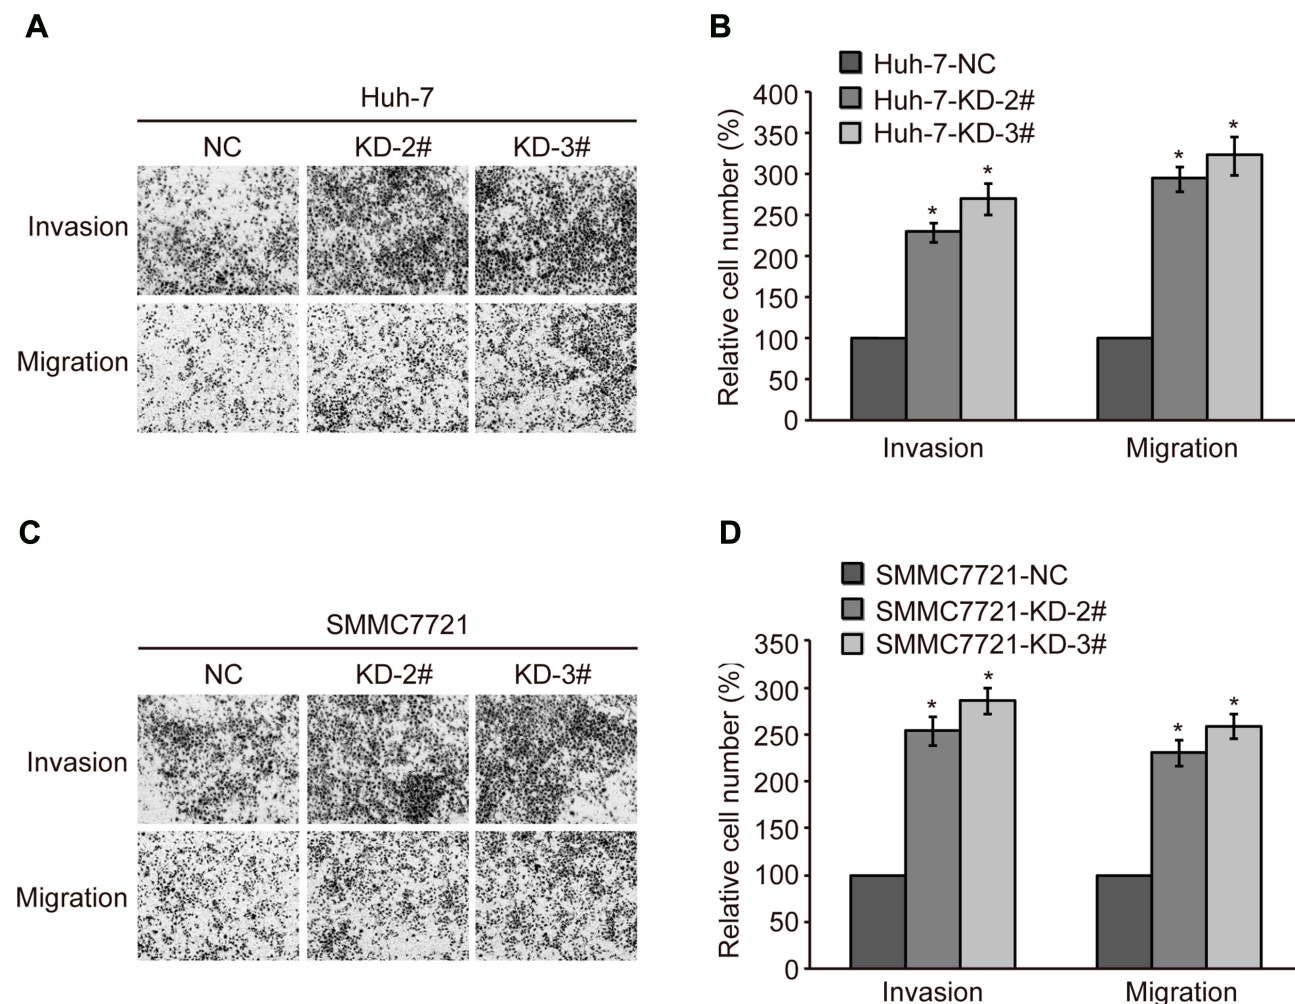 A
Huh-7
NC KD-2# KD-3#
Invasion
Migration
B
Huh-7-NC
Huh-7-KD-2#
Huh-7-KD-3#
Relative cell number (%)
400
350
300
250
200
150
100
50
0
* * * *
Invasion Migration
C
SMMC7721
NC KD-2# KD-3#
Invasion
Migration
D
SMMC7721-NC
SMMC7721-KD-2#
SMMC7721-KD-3#
Relative cell number (%)
350
300
250
200
150
100
50
0
* * * *
Invasion Migration